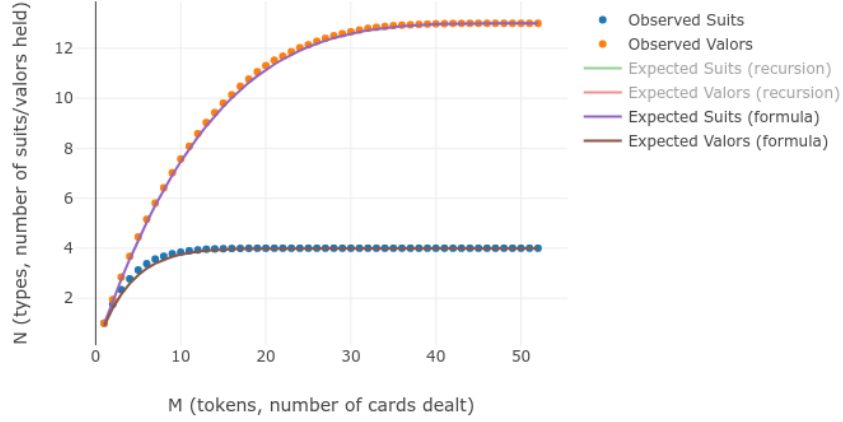 N (types, number of suits/valors held)
12
10
8
6
4
2
0
10
20
30
40
50
M (tokens, number of cards dealt)
Observed Suits
Observed Valors
Expected Suits (recursion)
Expected Valors (recursion)
Expected Suits (formula)
Expected Valors (formula)